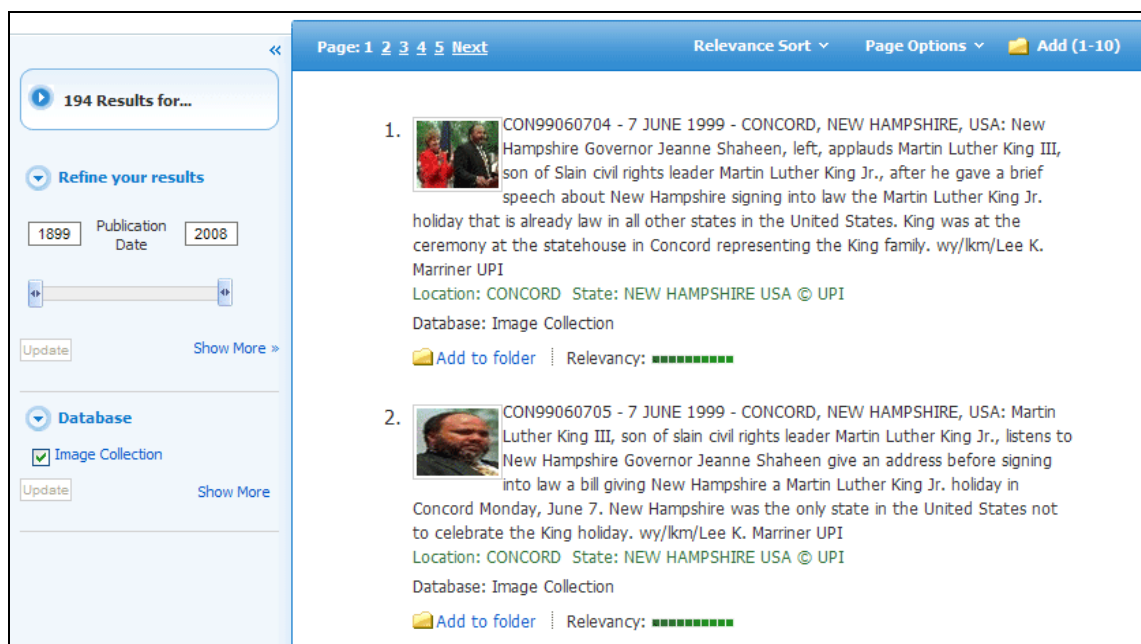 «
Page: 1 2 3 4 5 Next
Relevance Sort
Page Options
Add (1-10)
194 Results for...
Refine your results
1899
Publication
Date
2008
Update
Show More »
Database
Image Collection
Update
Show More
1.
CON99060704 - 7 JUNE 1999 - CONCORD, NEW HAMPSHIRE, USA: New
Hampshire Governor Jeanne Shaheen, left, applauds Martin Luther King III,
son of Slain civil rights leader Martin Luther King Jr., after he gave a brief
speech about New Hampshire signing into law the Martin Luther King Jr.
holiday that is already law in all other states in the United States. King was at the
ceremony at the statehouse in Concord representing the King family. wy/lkm/Lee K.
Marriner UPI
Location: CONCORD State: NEW HAMPSHIRE USA © UPI
Database: Image Collection
Add to folder
Relevancy:
2.
CON99060705 - 7 JUNE 1999 - CONCORD, NEW HAMPSHIRE, USA: Martin
Luther King III, son of slain civil rights leader Martin Luther King Jr., listens to
New Hampshire Governor Jeanne Shaheen give an address before signing
into law a bill giving New Hampshire a Martin Luther King Jr. holiday in
Concord Monday, June 7. New Hampshire was the only state in the United States not
to celebrate the King holiday. wy/lkm/Lee K. Marriner UPI
Location: CONCORD State: NEW HAMPSHIRE USA © UPI
Database: Image Collection
Add to folder
Relevancy: